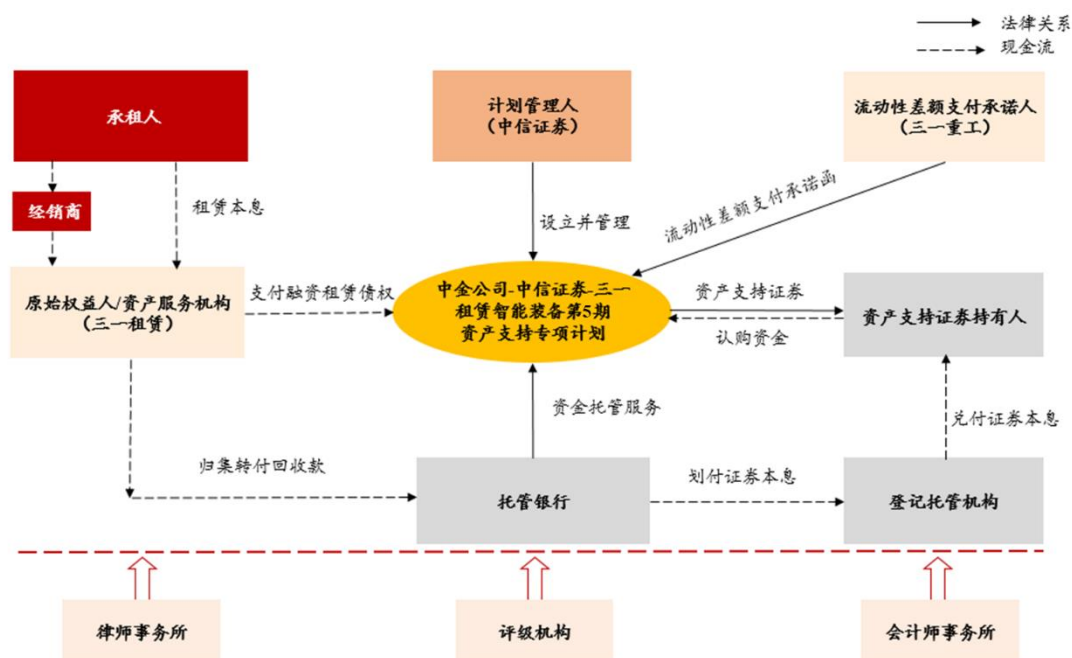 法律关系
现金流
承租人
计划管理人
（中信证券）
流动性差额支付承诺人
（三一重工）
经销商
租赁本息
设立并管理
流动性差额支付承诺函
原始权益人/资产服务机构
（三一租赁）
支付融资租赁债权
中金公司-中信证券-三一
租赁智能装备第5期
资产支持专项计划
资产支持证券
认购资金
资产支持证券持有人
资金托管服务
兑付证券本息
归集转付回收款
托管银行
划付证券本息
登记托管机构
律师事务所
评级机构
会计师事务所